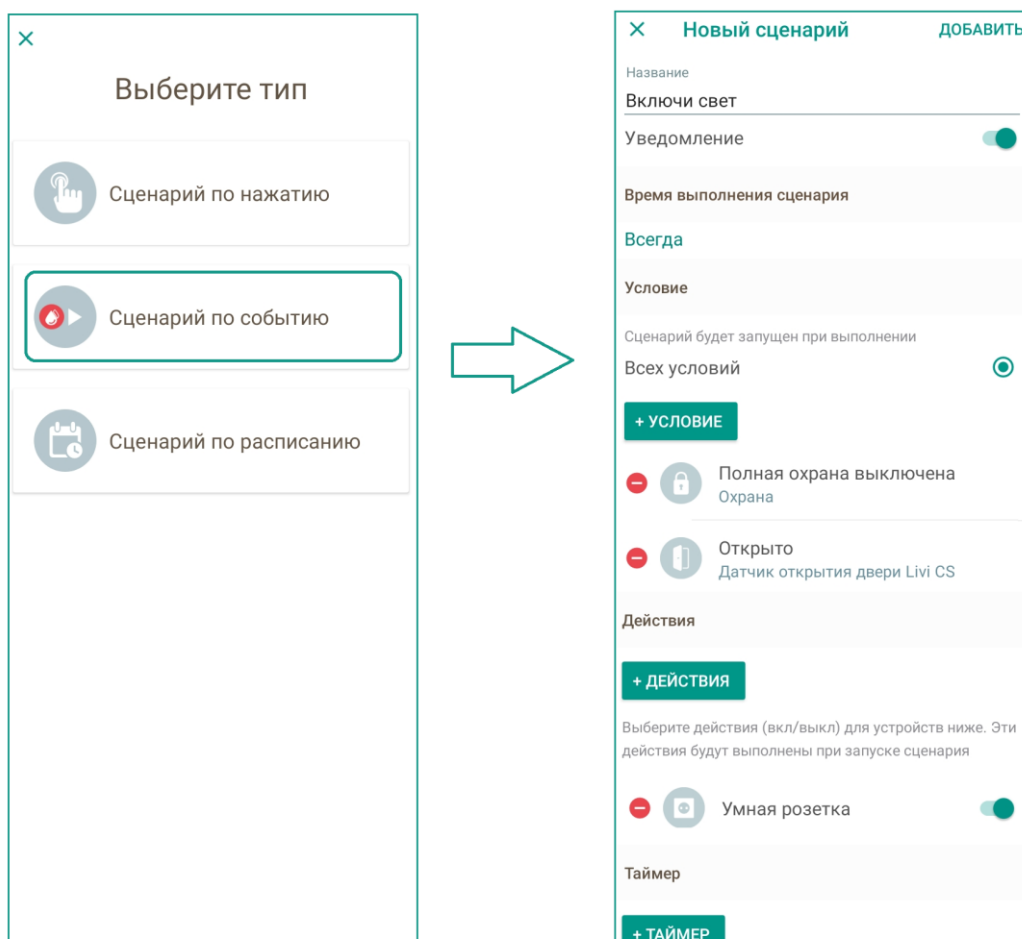 Выберите тип
Сценарий по нажатию
Сценарий по событию
Сценарий по расписанию
Новый сценарий
ДОБАВИТЬ
Название
Включи свет
Уведомление
Время выполнения сценария
Всегда
Условие
Сценарий будет запущен при выполнении
Всех условий
+ УСЛОВИЕ
Полная охрана выключена
Охрана
Открыто
Датчик открытия двери Livi CS
Действия
+ ДЕЙСТВИЯ
Выберите действия (вкл/выкл) для устройств ниже. Эти
действия будут выполнены при запуске сценария
Умная розетка
Таймер
+ ТАЙМЕР